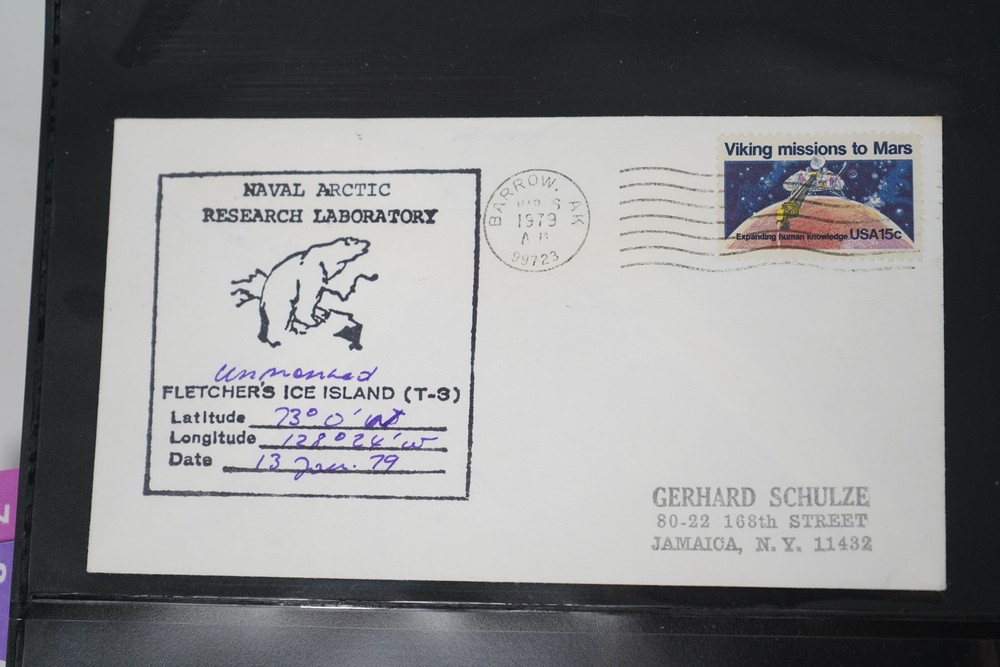 NAVAL ARCTIC
RESEARCH LABORATORY
Unmanned
FLETCHER'S ICE ISLAND (T-3)
Latitude 73° 0' N
Longitude 128° 24' W
Date 13 Jan. 79
BARROW, AK
MAR 6
1979
AM
99723
Viking missions to Mars
Expanding human knowledge USA15c
GERHARD SCHULZE
80-22 168th STREET
JAMAICA, N.Y. 11432